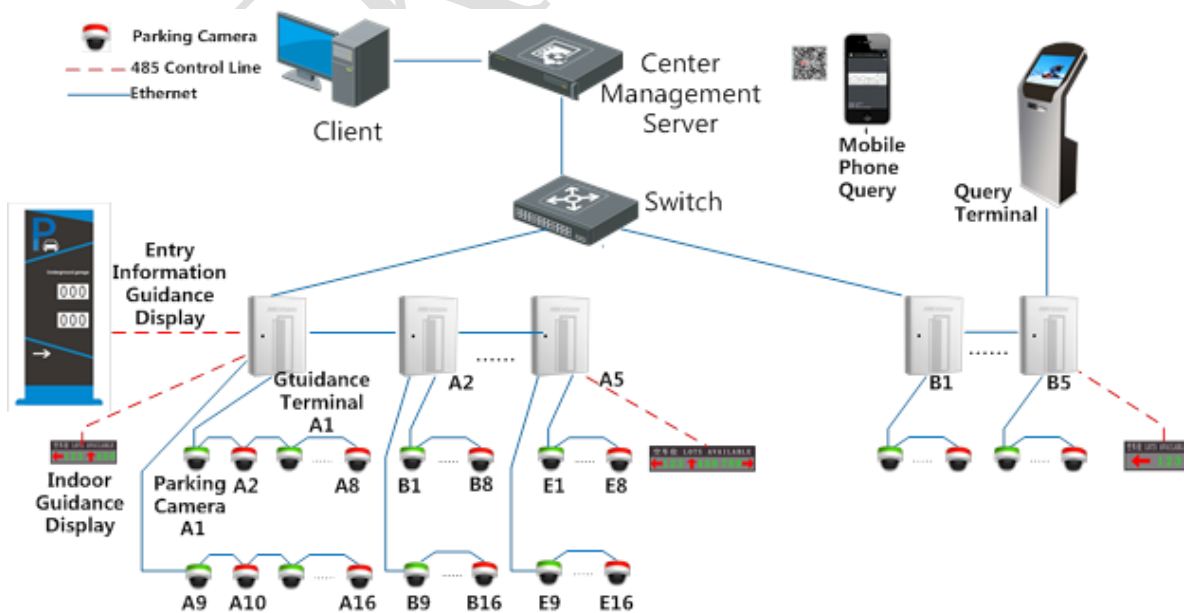 Parking Camera
485 Control Line
Ethernet
Client
Center
Management
Server
Mobile
Phone
Query
Query
Terminal
Switch
Entry
Information
Guidance
Display
P
000
000
Gtuidance
Terminal
A1
A2
A5
B1
B5
......
......
Indoor
Guidance
Display
Parking
Camera
A1
A2
A8
B1
B8
E1
E8
LOTS AVAILABLE
A9
A10
A16
B9
B16
E9
E16